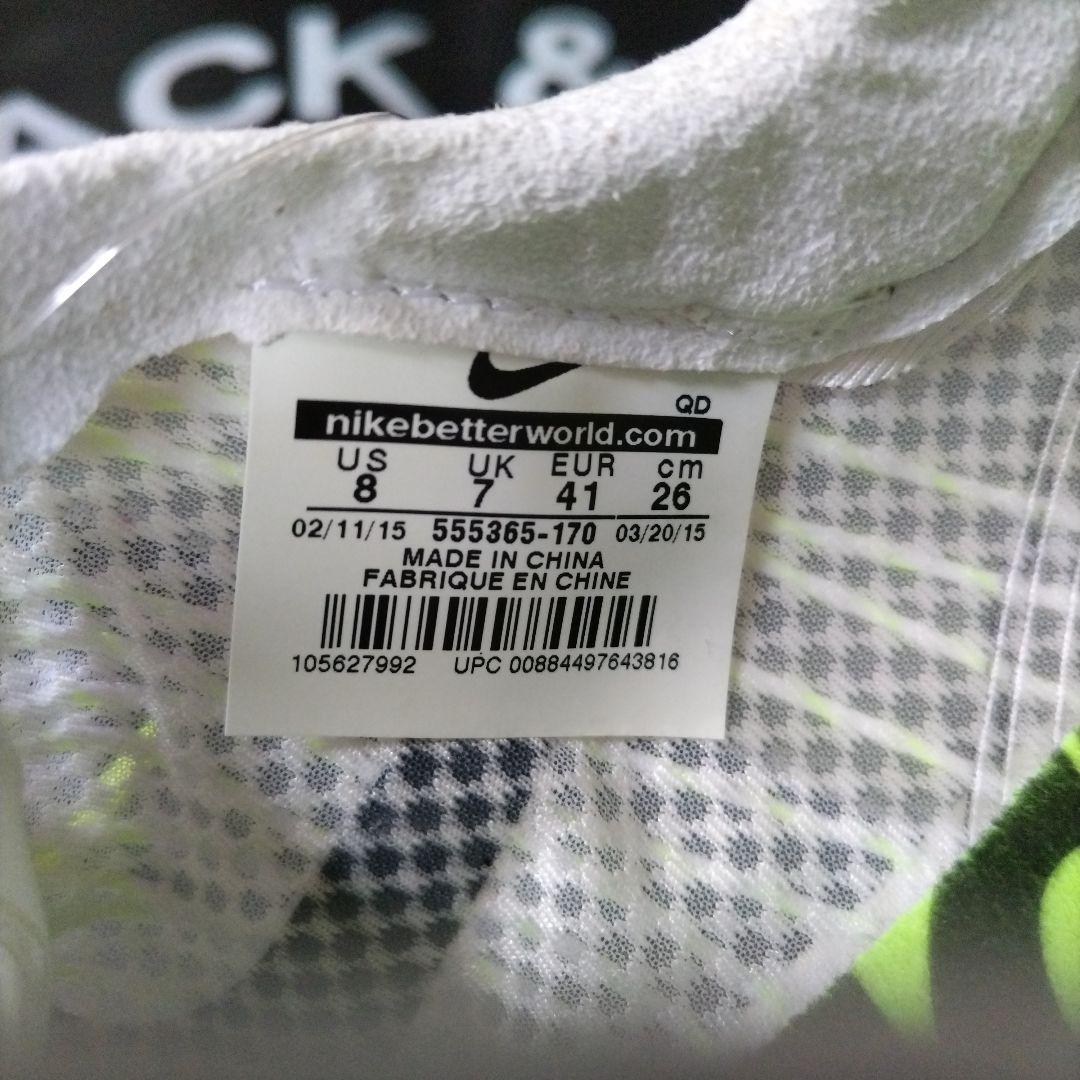 ACK &
QD
nikebetterworld.com
US UK EUR cm
8 7 41 26
02/11/15 555365-170 03/20/15
MADE IN CHINA
FABRIQUE EN CHINE
105627992 UPC 00884497643816